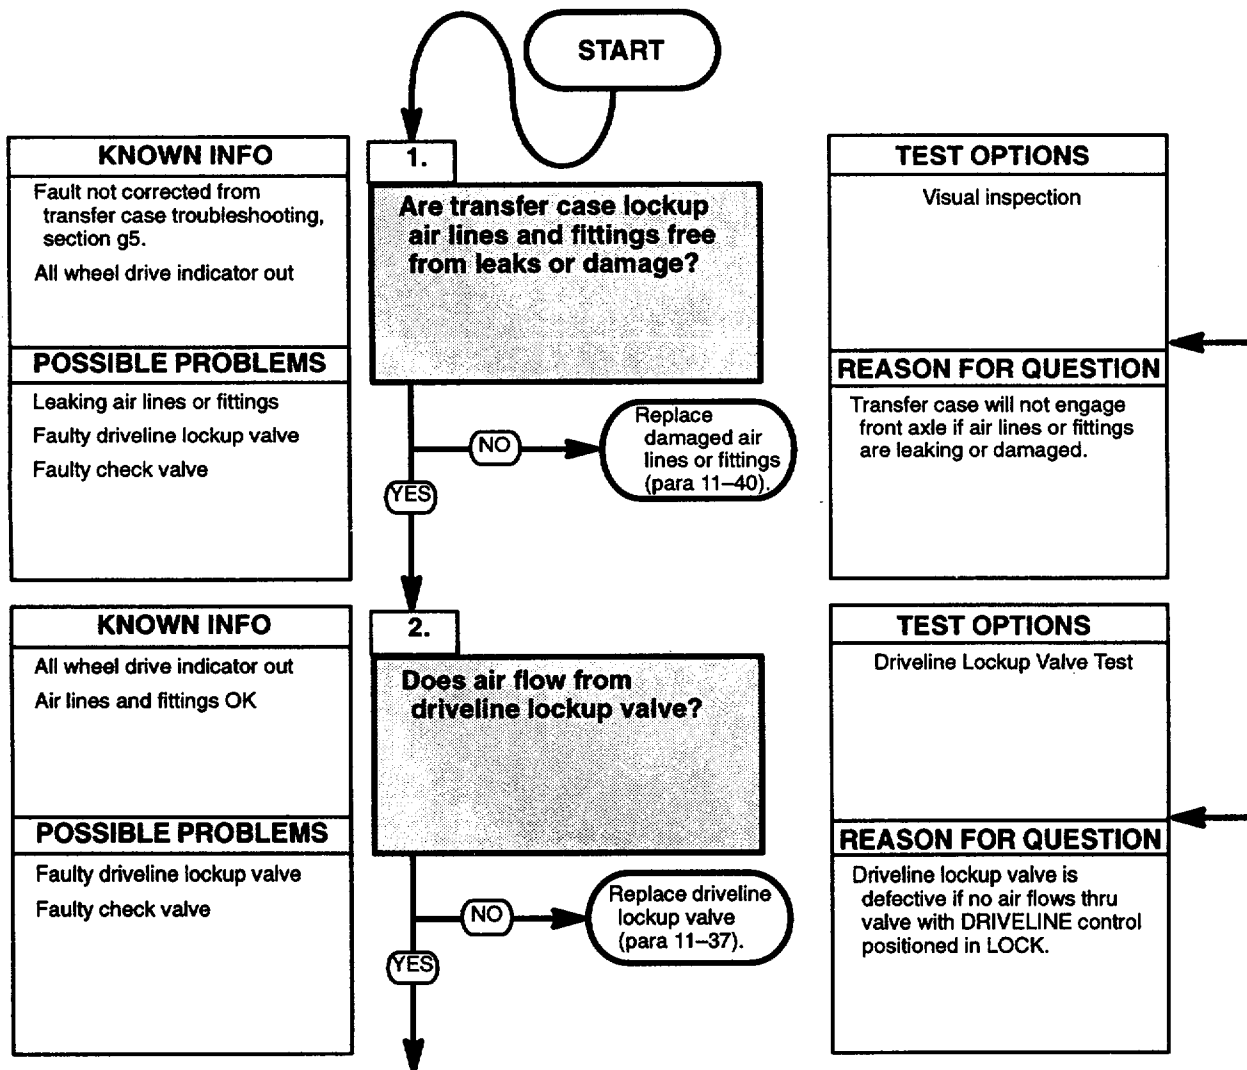 START
KNOWN INFO
Fault not corrected from
transfer case troubleshooting,
section g5.
All wheel drive indicator out
POSSIBLE PROBLEMS
Leaking air lines or fittings
Faulty driveline lockup valve
Faulty check valve
1.
Are transfer case lockup
air lines and fittings free
from leaks or damage?
NO
Replace
damaged air
lines or fittings
(para 11–40).
YES
TEST OPTIONS
Visual inspection
REASON FOR QUESTION
Transfer case will not engage
front axle if air lines or fittings
are leaking or damaged.
KNOWN INFO
All wheel drive indicator out
Air lines and fittings OK
POSSIBLE PROBLEMS
Faulty driveline lockup valve
Faulty check valve
2.
Does air flow from
driveline lockup valve?
NO
Replace driveline
lockup valve
(para 11–37).
YES
TEST OPTIONS
Driveline Lockup Valve Test
REASON FOR QUESTION
Driveline lockup valve is
defective if no air flows thru
valve with DRIVELINE control
positioned in LOCK.